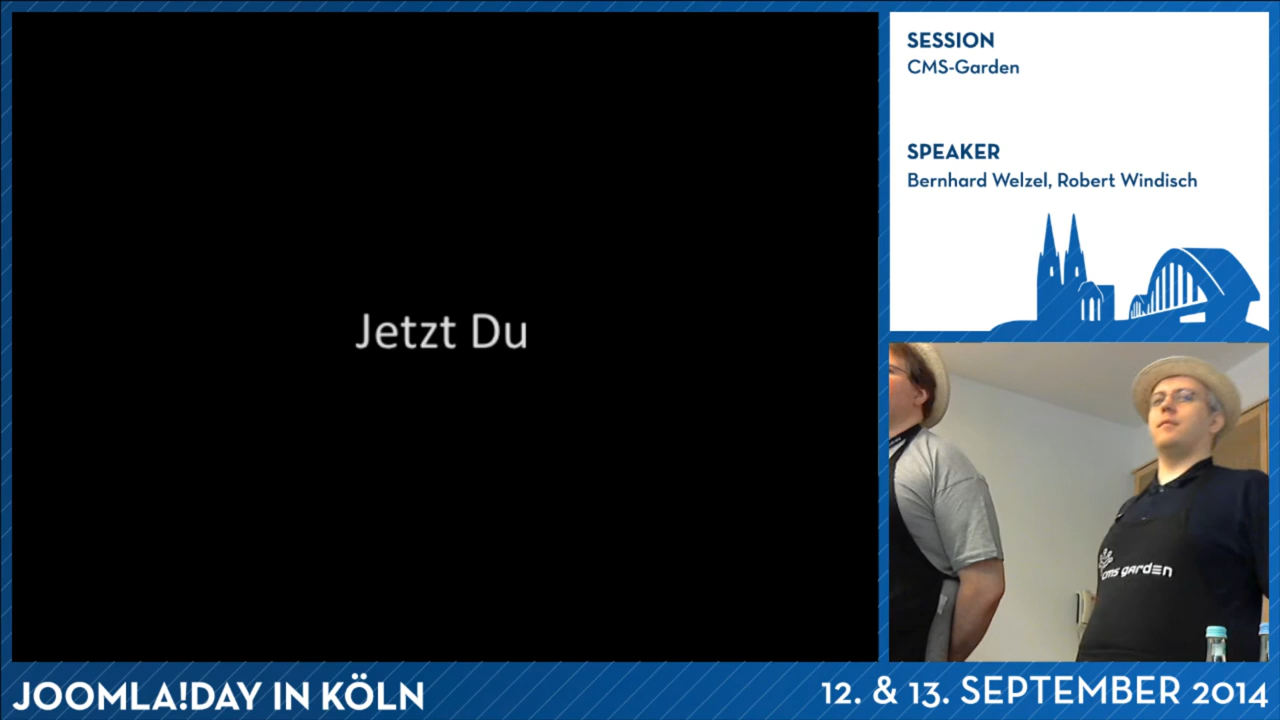 Jetzt Du
SESSION
CMS-Garden
SPEAKER
Bernhard Welzel, Robert Windisch
cms garden
JOOMLA!DAY IN KÖLN
12. & 13. SEPTEMBER 2014